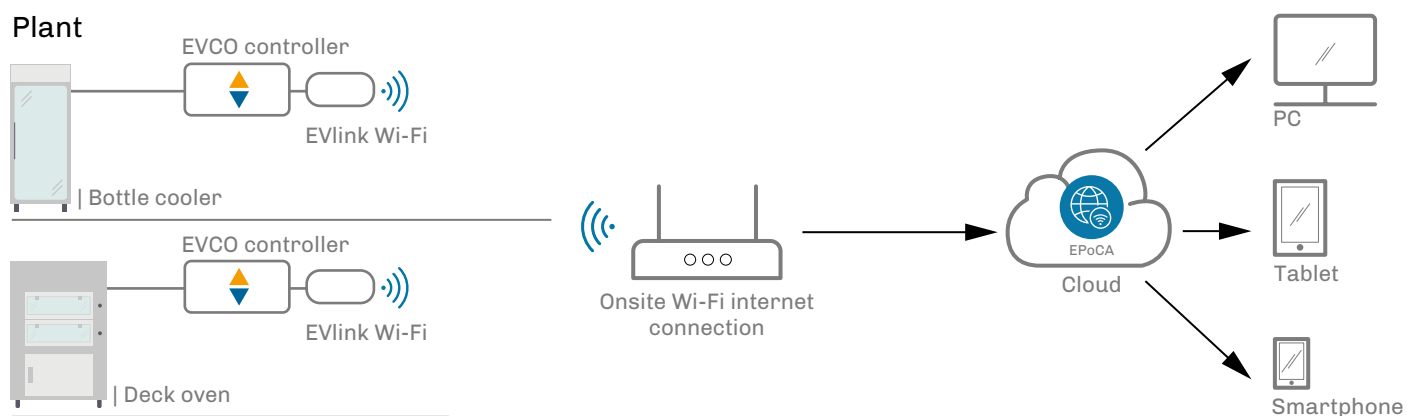 Plant
EVCO controller
EVlink Wi-Fi
| Bottle cooler
EVCO controller
EVlink Wi-Fi
| Deck oven
Onsite Wi-Fi internet
connection
EPoCA
Cloud
PC
Tablet
Smartphone